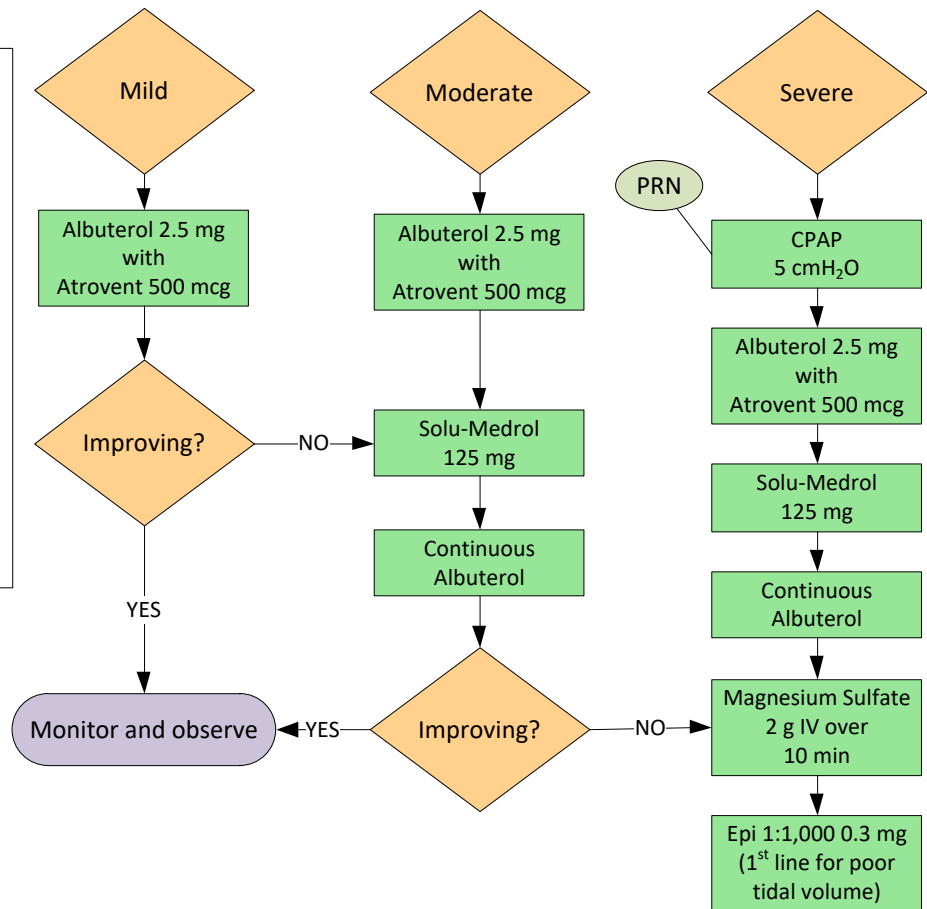 Mild
Moderate
Severe
PRN
Albuterol 2.5 mg
with
Atrovent 500 mcg
Albuterol 2.5 mg
with
Atrovent 500 mcg
CPAP
5 cmH₂O
Albuterol 2.5 mg
with
Atrovent 500 mcg
Improving?
NO
Solu-Medrol
125 mg
Solu-Medrol
125 mg
Continuous
Albuterol
Continuous
Albuterol
YES
Monitor and observe
YES
Improving?
NO
Magnesium Sulfate
2 g IV over
10 min
Epi 1:1,000 0.3 mg
(1st line for poor
tidal volume)